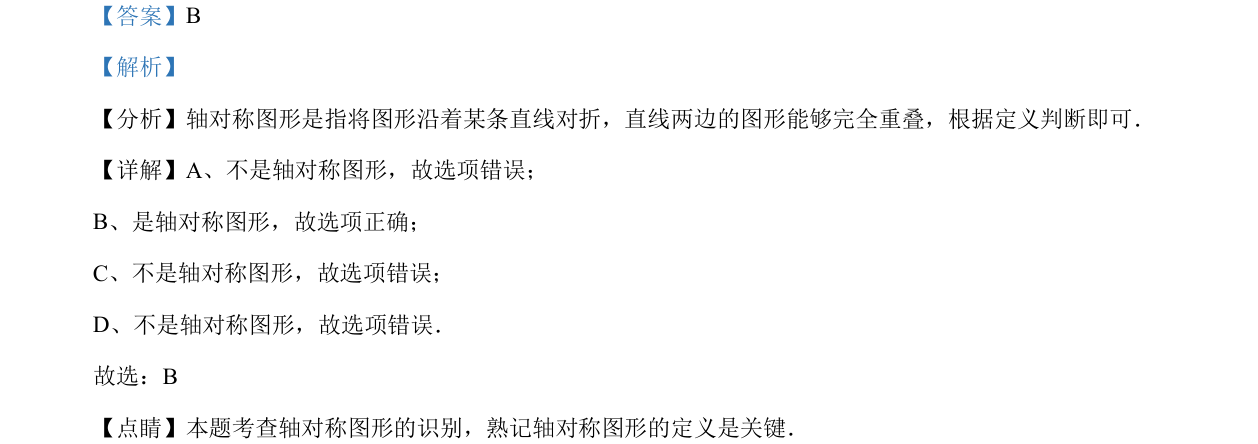 【答案】B
【解析】
【分析】轴对称图形是指将图形沿着某条直线对折，直线两边的图形能够完全重叠，根据定义判断即可．
【详解】A、不是轴对称图形，故选项错误；
B、是轴对称图形，故选项正确；
C、不是轴对称图形，故选项错误；
D、不是轴对称图形，故选项错误．
故选：B
【点睛】本题考查轴对称图形的识别，熟记轴对称图形的定义是关键．